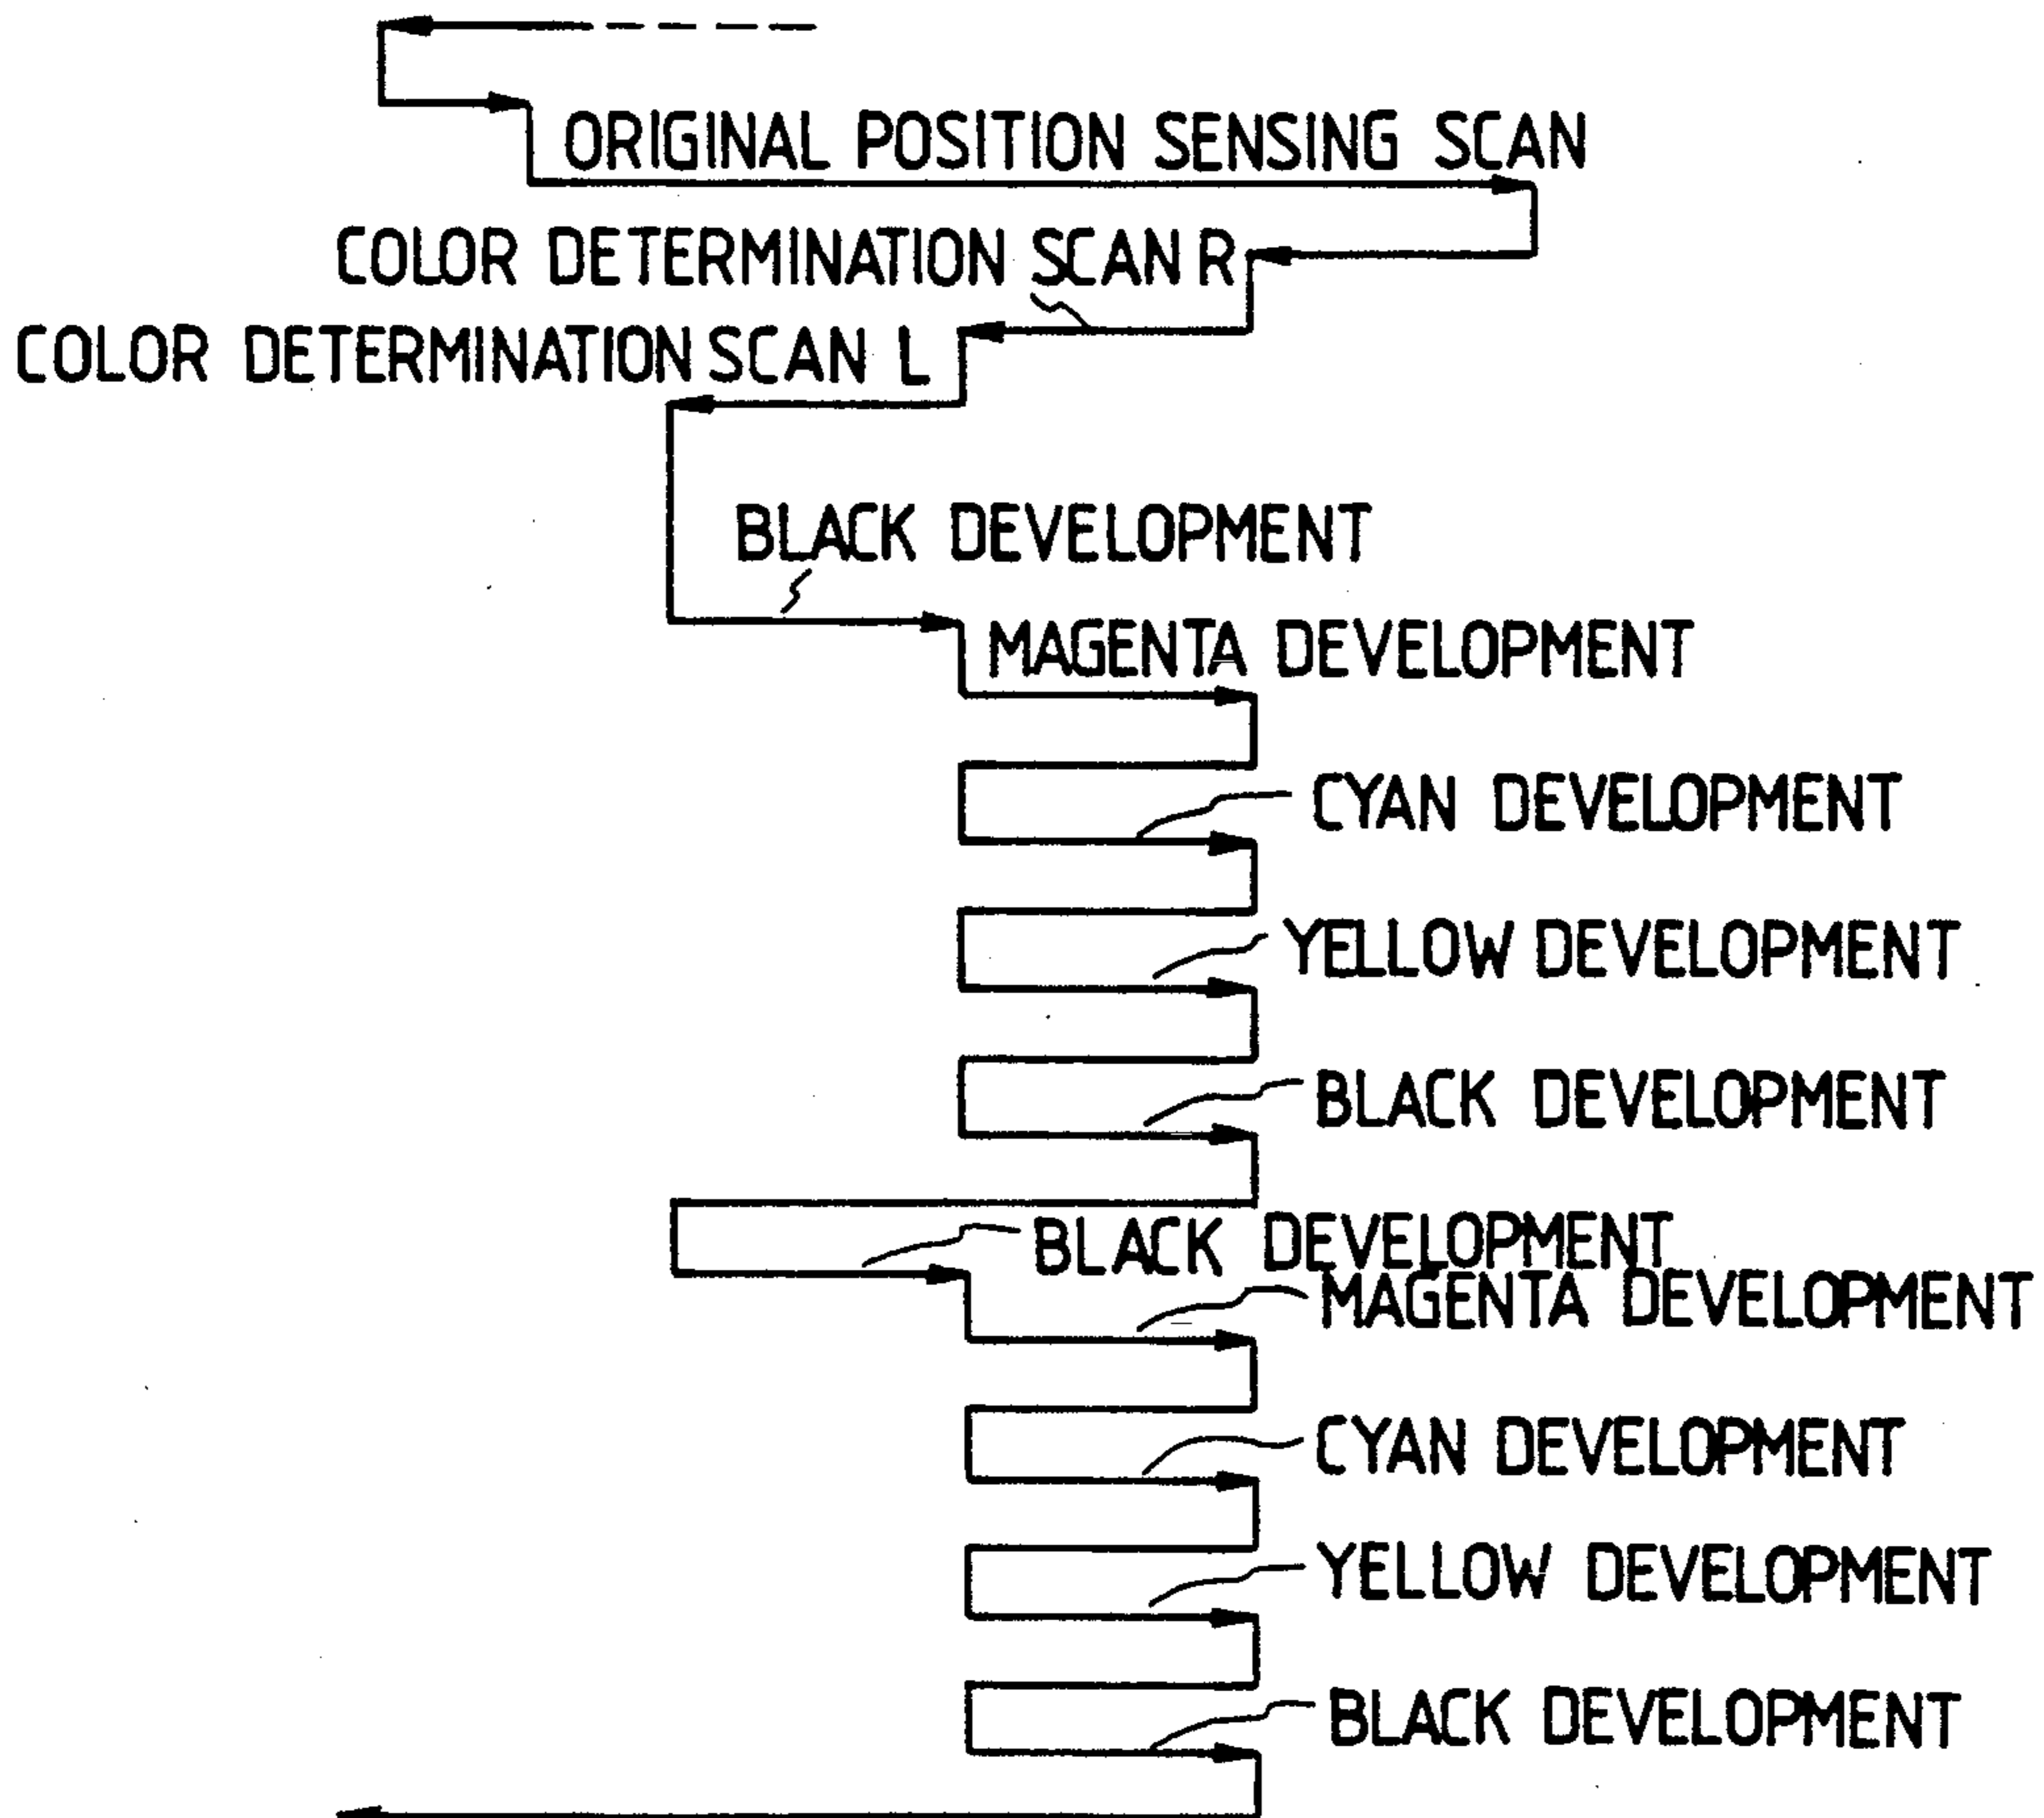 ORIGINAL POSITION SENSING SCAN
COLOR DETERMINATION SCAN R
COLOR DETERMINATION SCAN L
BLACK DEVELOPMENT
MAGENTA DEVELOPMENT
CYAN DEVELOPMENT
YELLOW DEVELOPMENT
BLACK DEVELOPMENT
BLACK DEVELOPMENT
MAGENTA DEVELOPMENT
CYAN DEVELOPMENT
YELLOW DEVELOPMENT
BLACK DEVELOPMENT